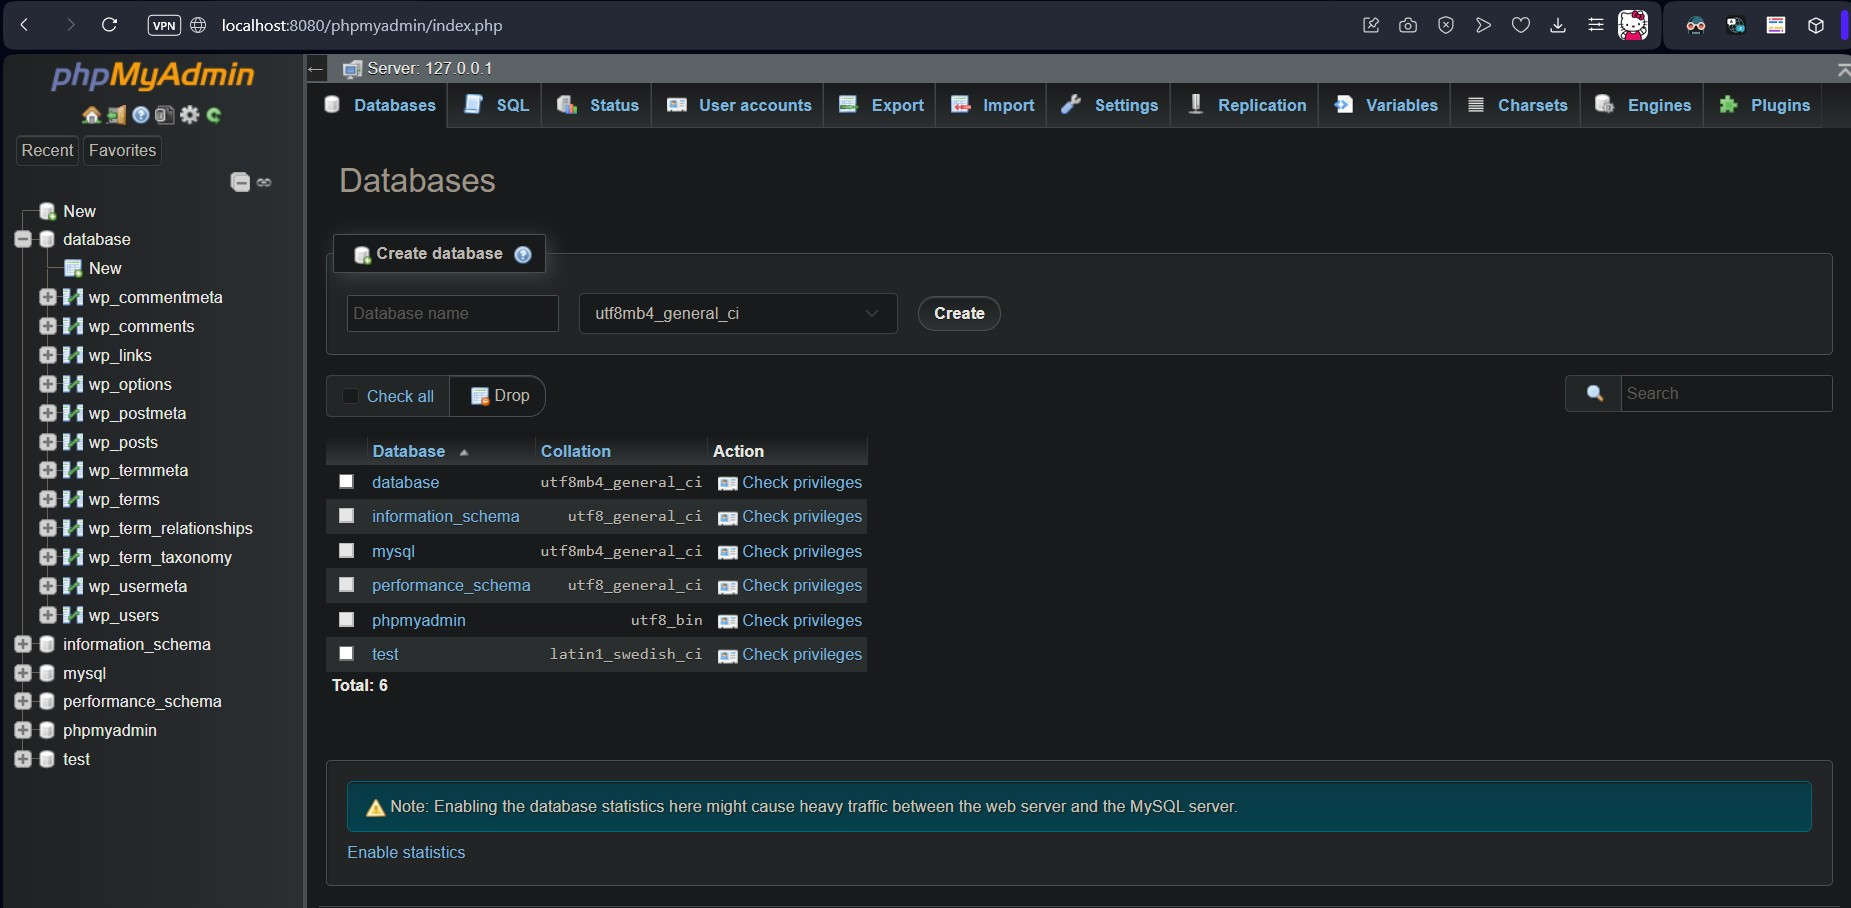 VPN localhost:8080/phpmyadmin/index.php
phpMyAdmin
Recent Favorites
New
database
New
wp_commentmeta
wp_comments
wp_links
wp_options
wp_postmeta
wp_posts
wp_termmeta
wp_terms
wp_term_relationships
wp_term_taxonomy
wp_usermeta
wp_users
information_schema
mysql
performance_schema
phpmyadmin
test
Server: 127.0.0.1
Databases SQL Status User accounts Export Import Settings Replication Variables Charsets Engines Plugins
Databases
Create database
Database name utf8mb4_general_ci Create
Check all Drop Search
Database Collation Action
database utf8mb4_general_ci Check privileges
information_schema utf8_general_ci Check privileges
mysql utf8mb4_general_ci Check privileges
performance_schema utf8_general_ci Check privileges
phpmyadmin utf8_bin Check privileges
test latin1_swedish_ci Check privileges
Total: 6
Note: Enabling the database statistics here might cause heavy traffic between the web server and the MySQL server.
Enable statistics